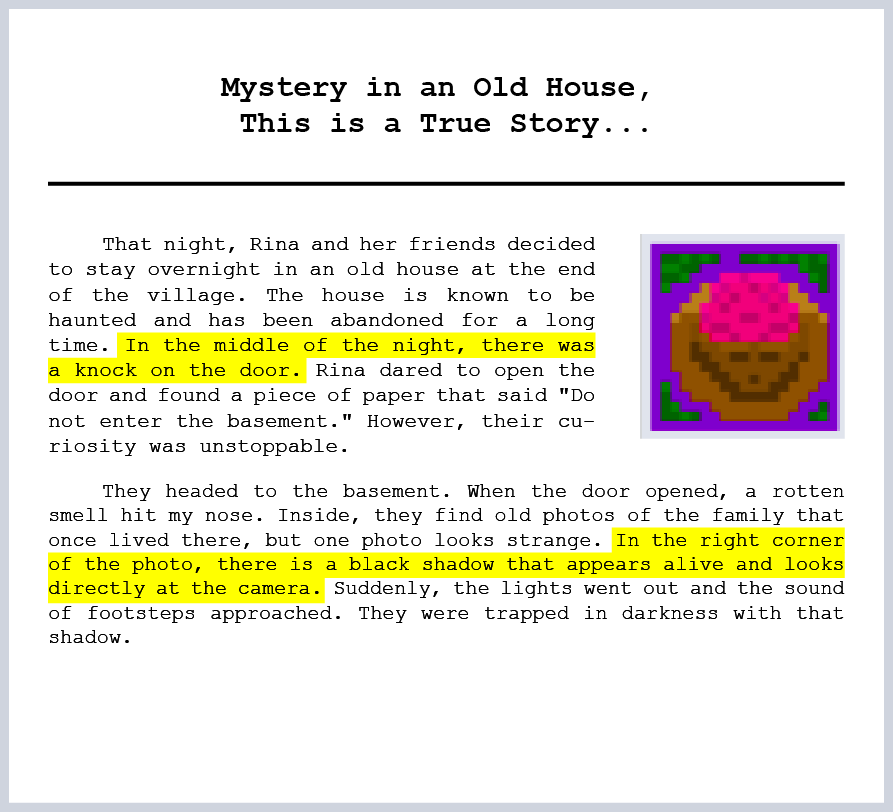 Mystery in an Old House,
This is a True Story...
That night, Rina and her friends decided
to stay overnight in an old house at the end
of the village. The house is known to be
haunted and has been abandoned for a long
time. In the middle of the night, there was
a knock on the door. Rina dared to open the
door and found a piece of paper that said "Do
not enter the basement." However, their cu-
riosity was unstoppable.
They headed to the basement. When the door opened, a rotten
smell hit my nose. Inside, they find old photos of the family that
once lived there, but one photo looks strange. In the right corner
of the photo, there is a black shadow that appears alive and looks
directly at the camera. Suddenly, the lights went out and the sound
of footsteps approached. They were trapped in darkness with that
shadow.